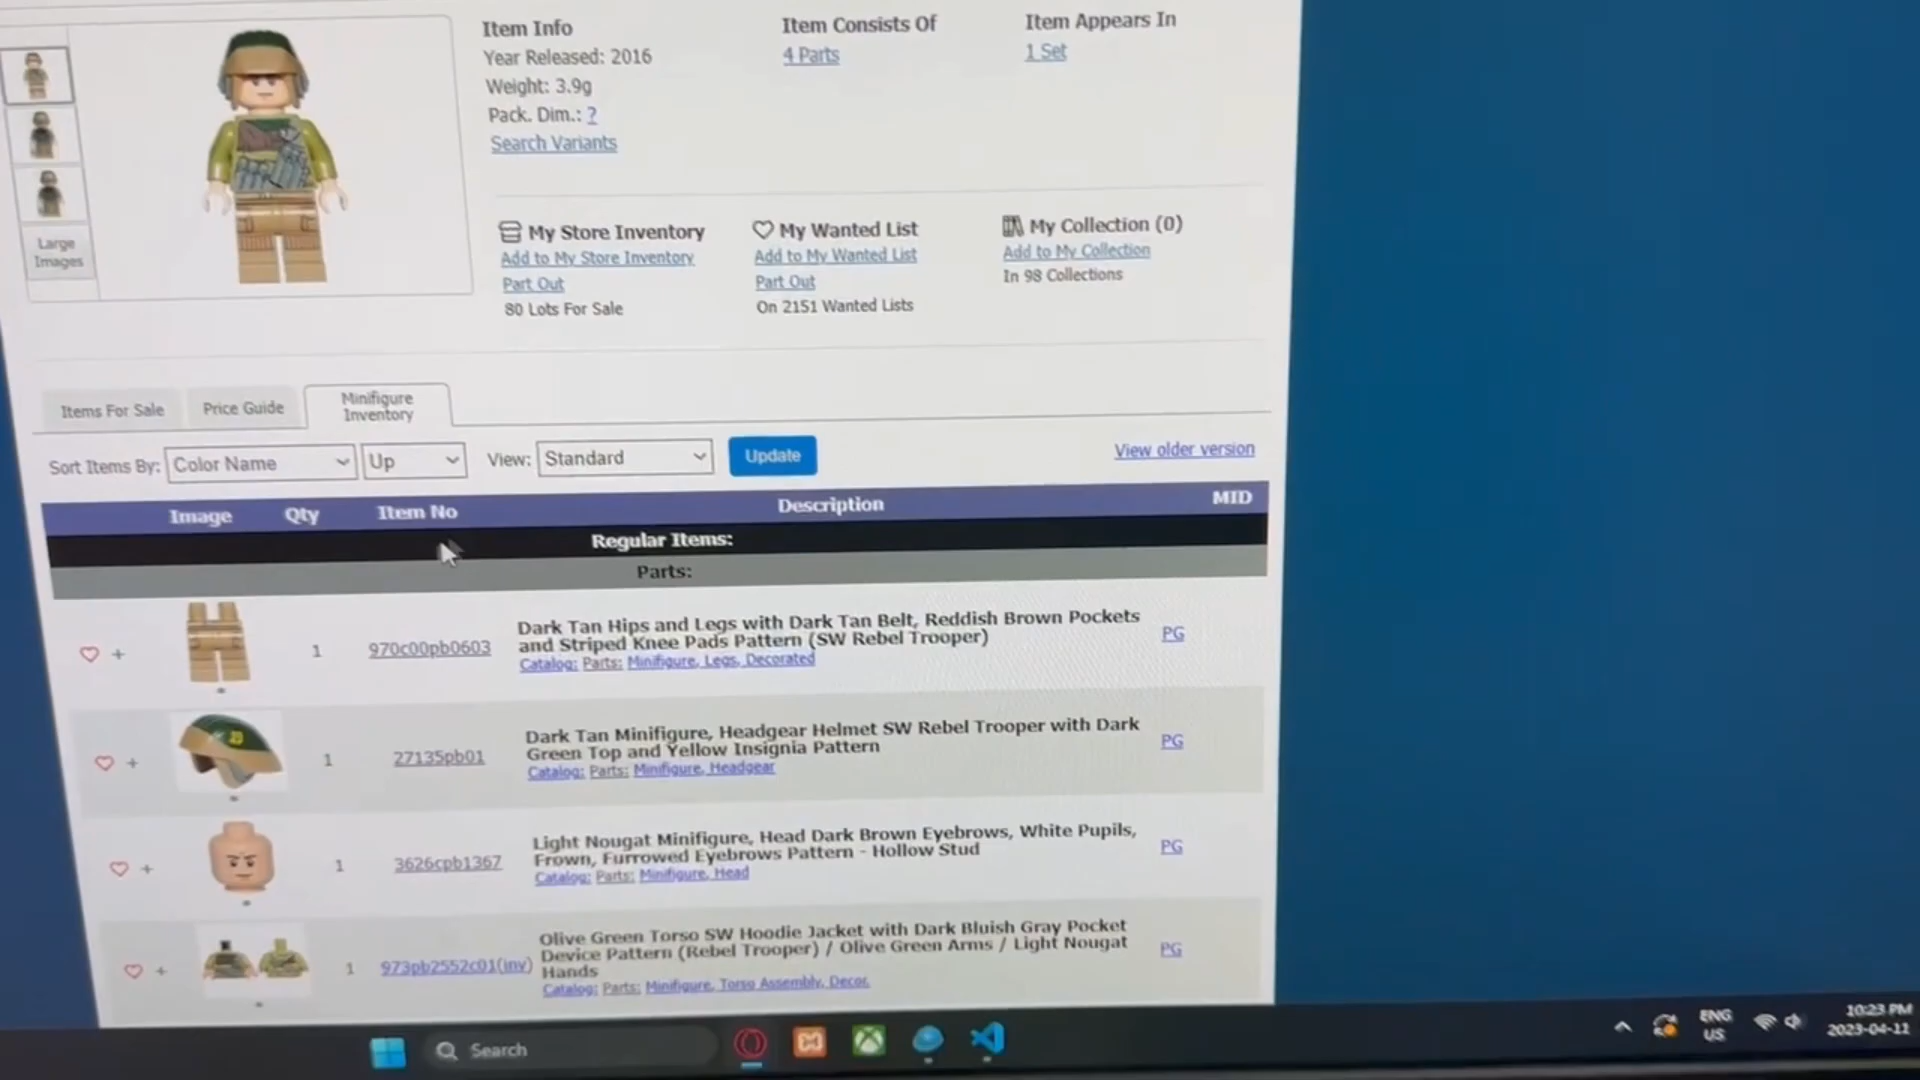 Item Info
Year Released: 2016
Weight: 3.9g
Pack. Dim.: ?
Search Variants
Item Consists Of
4 Parts
Item Appears In
1 Set
Large
Images
My Store Inventory
Add to My Store Inventory
Part Out
80 Lots For Sale
My Wanted List
Add to My Wanted List
Part Out
On 2151 Wanted Lists
My Collection (0)
Add to My Collection
In 98 Collections
Items For Sale
Price Guide
Minifigure
Inventory
Sort Items By: Color Name Up View: Standard Update View older version
Image Qty Item No Description MID
Regular Items:
Parts:
1 970c00pb0603
Dark Tan Hips and Legs with Dark Tan Belt, Reddish Brown Pockets
and Striped Knee Pads Pattern (SW Rebel Trooper)
Catalog: Parts: Minifigure, Legs, Decorated
PG
1 27135pb01
Dark Tan Minifigure, Headgear Helmet SW Rebel Trooper with Dark
Green Top and Yellow Insignia Pattern
Catalog: Parts: Minifigure, Headgear
PG
1 3626cpb1367
Light Nougat Minifigure, Head Dark Brown Eyebrows, White Pupils,
Frown, Furrowed Eyebrows Pattern - Hollow Stud
Catalog: Parts: Minifigure, Head
PG
1 973pb2552c01(inv)
Olive Green Torso SW Hoodie Jacket with Dark Bluish Gray Pocket
Device Pattern (Rebel Trooper) / Olive Green Arms / Light Nougat
Hands
Catalog: Parts: Minifigure, Torso Assembly, Decor.
PG
Search
ENG
US
10:23 PM
2023-04-11